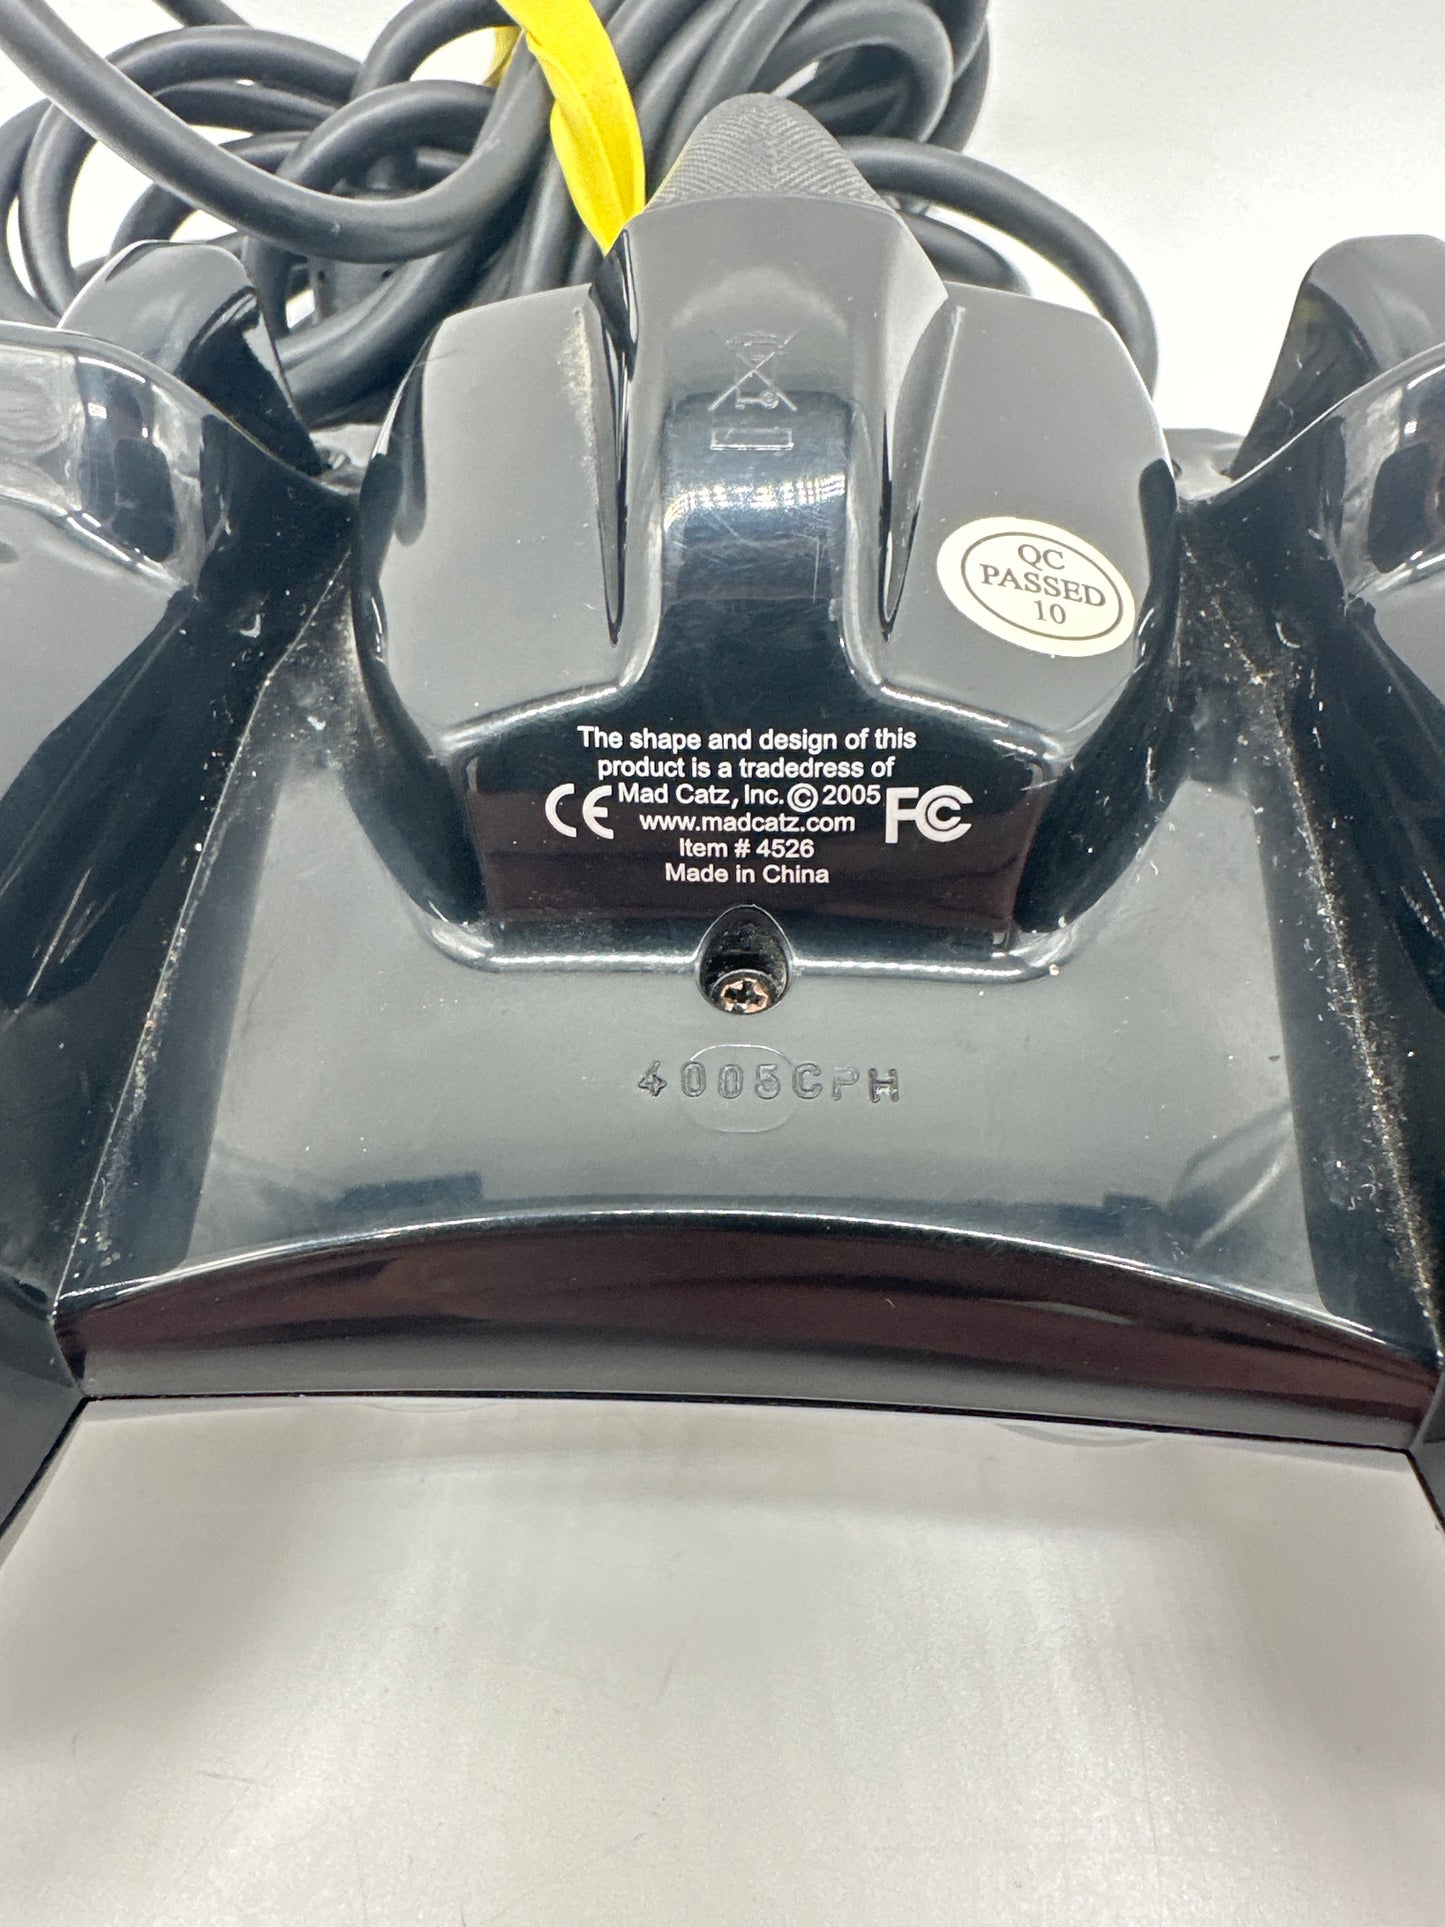 QC
PASSED
10
The shape and design of this
product is a tradedress of
CE Mad Catz, Inc. © 2005 FC
www.madcatz.com
Item # 4526
Made in China
4005CPH